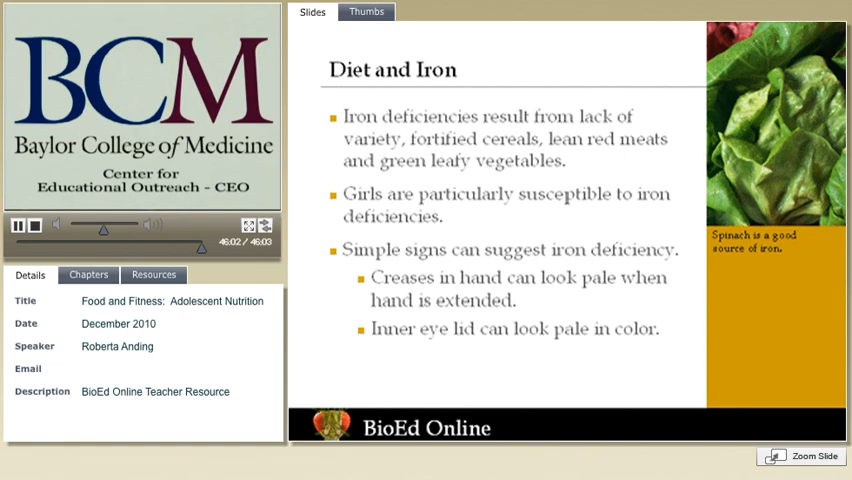 BCM
Baylor College of Medicine
Center for
Educational Outreach - CEO
46:02 / 46:03
Details
Chapters
Resources
Title
Food and Fitness: Adolescent Nutrition
Date
December 2010
Speaker
Roberta Anding
Email
Description
BioEd Online Teacher Resource
Slides
Thumbs
Diet and Iron
Iron deficiencies result from lack of
variety, fortified cereals, lean red meats
and green leafy vegetables.
Girls are particularly susceptible to iron
deficiencies.
Simple signs can suggest iron deficiency.
Creases in hand can look pale when
hand is extended.
Inner eye lid can look pale in color.
Spinach is a good
source of iron.
BioEd Online
Zoom Slide